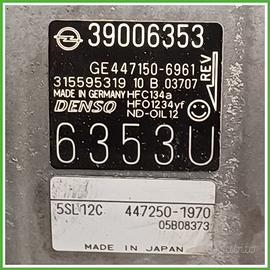 39006353
GE447150-6961
315595319 10 B 03707
MADE IN GERMANY HFC134a
HFO1234yf
DENSO ND-OIL12
REV
6353U
5SL12C 447250-1970
05B08373
MADE IN JAPAN